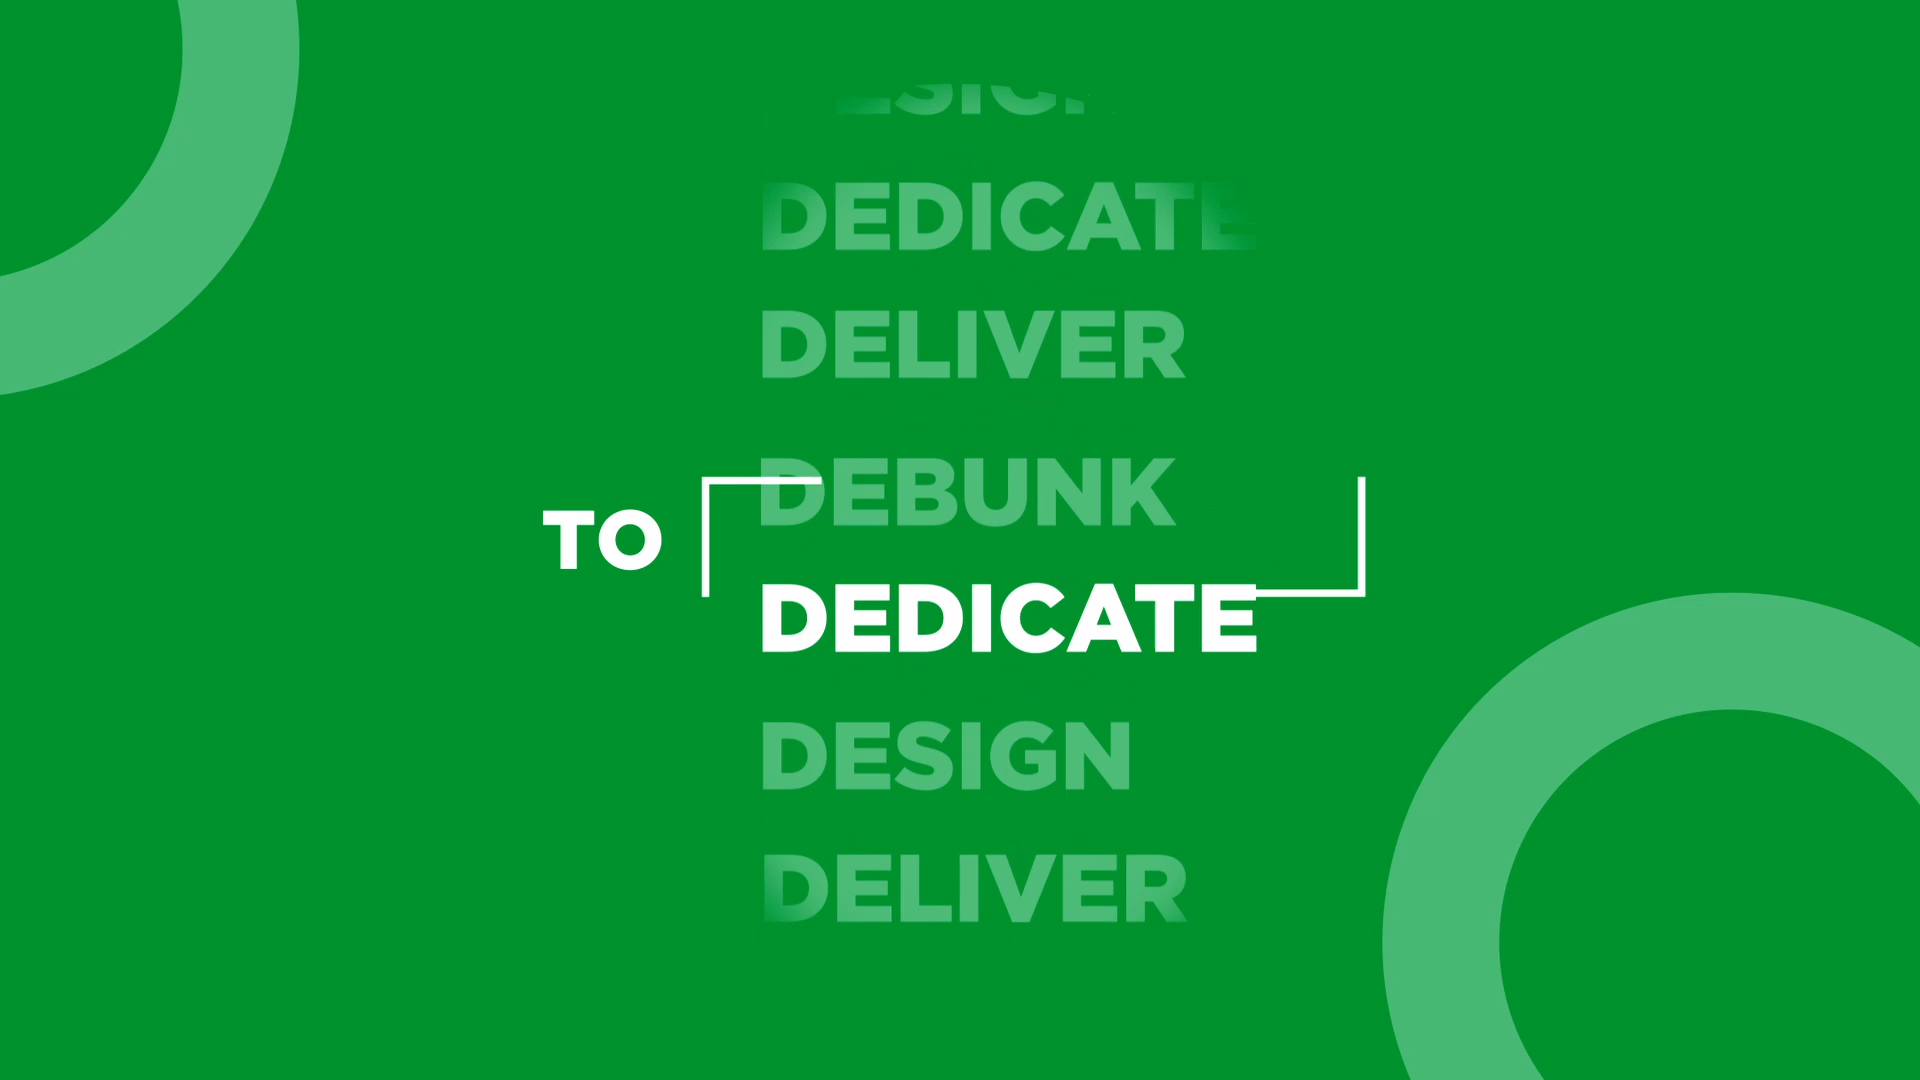 DEDICATE
DELIVER
DEBUNK
TO
DEDICATE
DESIGN
DELIVER